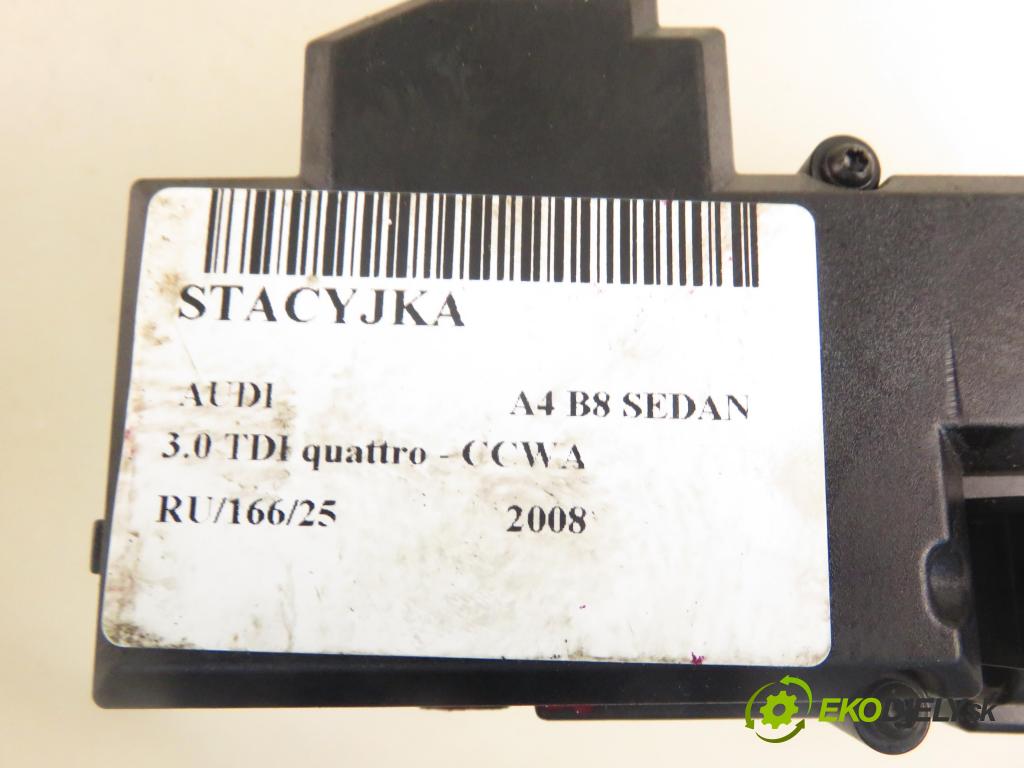 STACYJKA
AUDI A4 B8 SEDAN
3.0 TDI quattro - CCWA
RU/166/25 2008
EKODIELY.sk